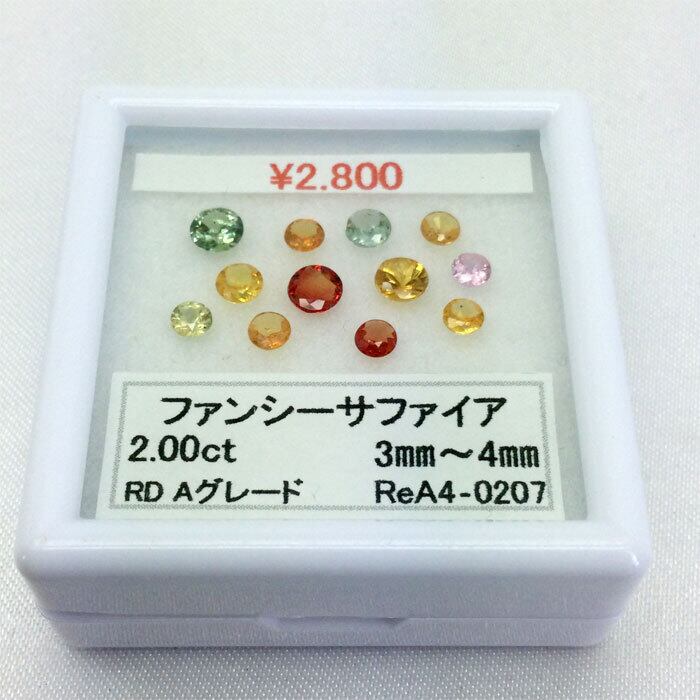 ¥2.800
ファンシーサファイア
2.00ct 3mm～4mm
RD Aグレード ReA4-0207